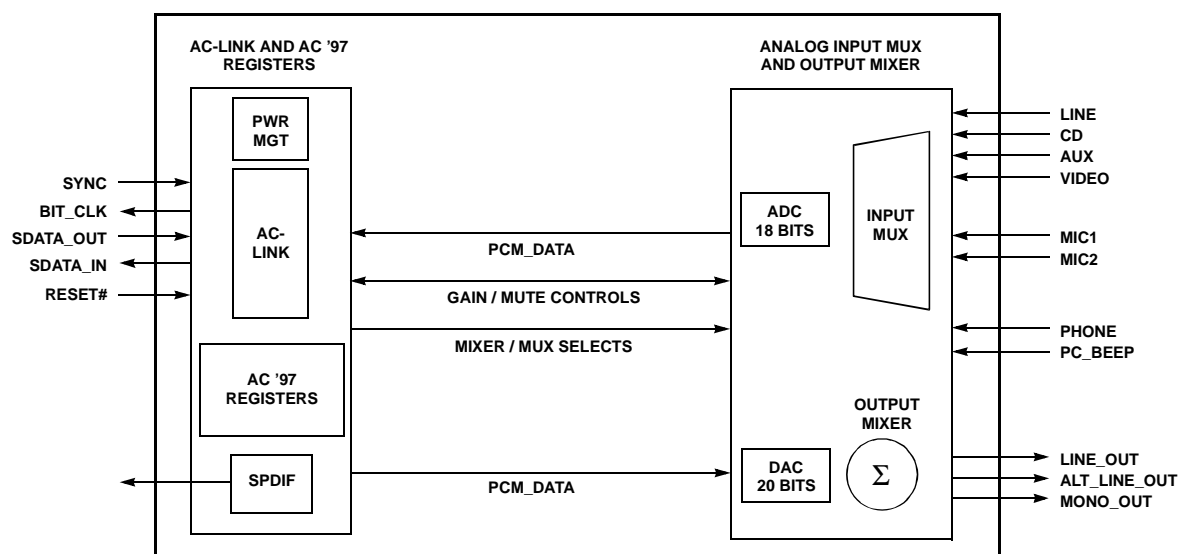 AC-LINK AND AC '97
REGISTERS
PWR
MGT
AC-
LINK
AC '97
REGISTERS
SPDIF
SYNC
BIT_CLK
SDATA_OUT
SDATA_IN
RESET#
PCM_DATA
GAIN / MUTE CONTROLS
MIXER / MUX SELECTS
PCM_DATA
ANALOG INPUT MUX
AND OUTPUT MIXER
ADC
18 BITS
INPUT
MUX
OUTPUT
MIXER
DAC
20 BITS
Σ
LINE
CD
AUX
VIDEO
MIC1
MIC2
PHONE
PC_BEEP
LINE_OUT
ALT_LINE_OUT
MONO_OUT